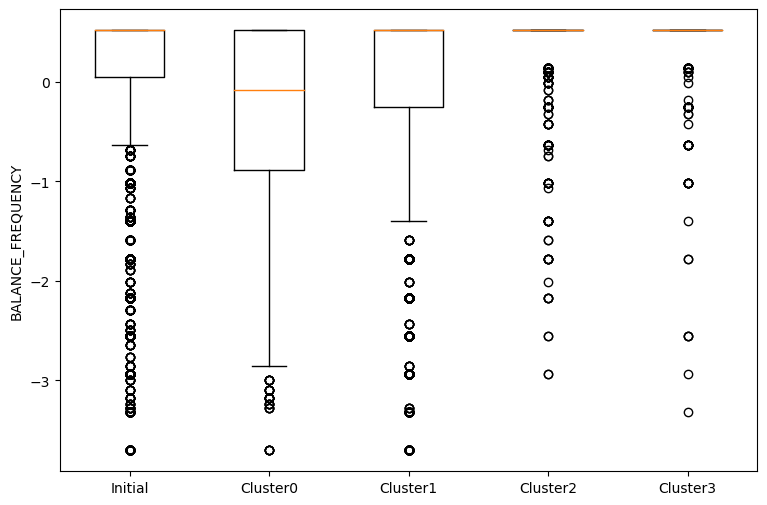 BALANCE_FREQUENCY
0
−1
−2
−3
Initial
Cluster0
Cluster1
Cluster2
Cluster3